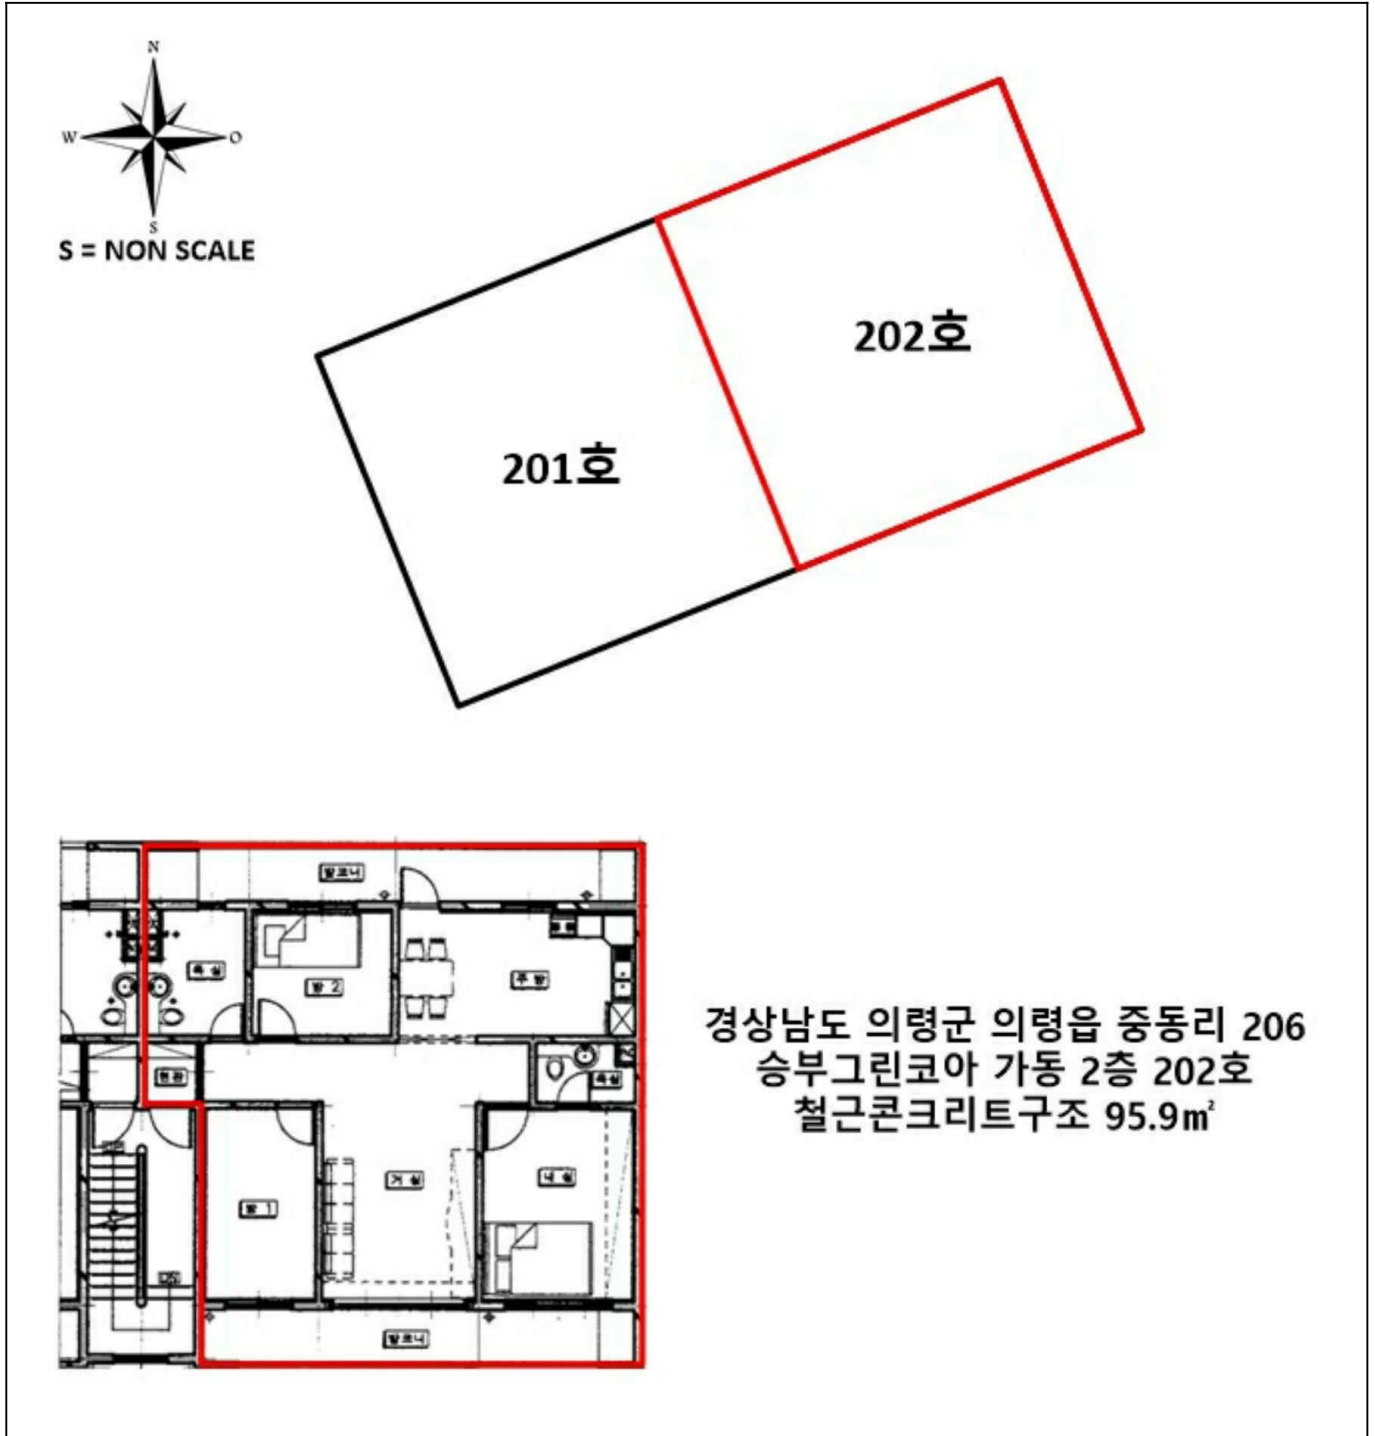 N
W
O
S
S = NON SCALE
202호
201호
발코니
욕실
방 2
주방
현관
욕실
거실
내실
방 1
발코니
경상남도 의령군 의령읍 중동리 206
승부그린코아 가동 2층 202호
철근콘크리트구조 95.9㎡